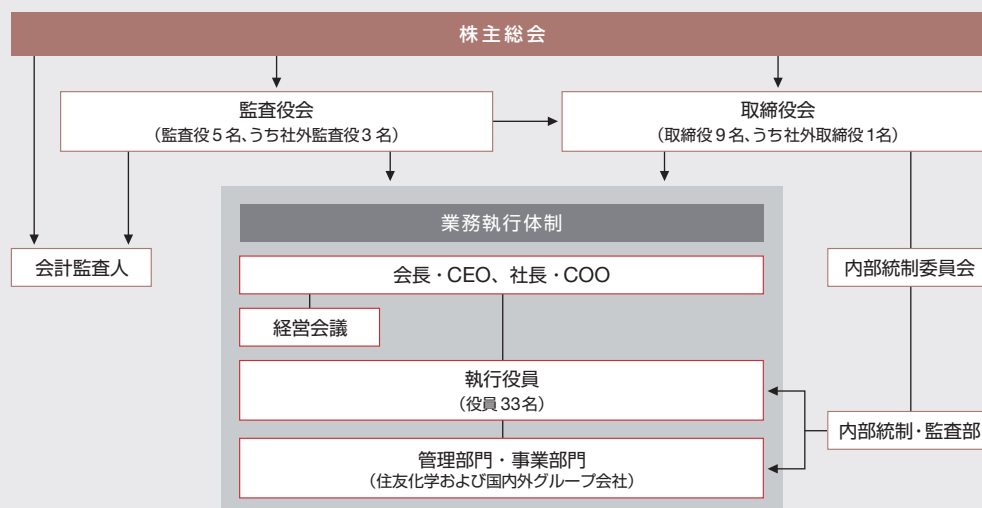 株主総会
監査役会
（監査役5名、うち社外監査役3名）
取締役会
（取締役9名、うち社外取締役1名）
業務執行体制
会計監査人
会長・CEO、社長・COO
内部統制委員会
経営会議
執行役員
（役員33名）
内部統制・監査部
管理部門・事業部門
（住友化学および国内外グループ会社）